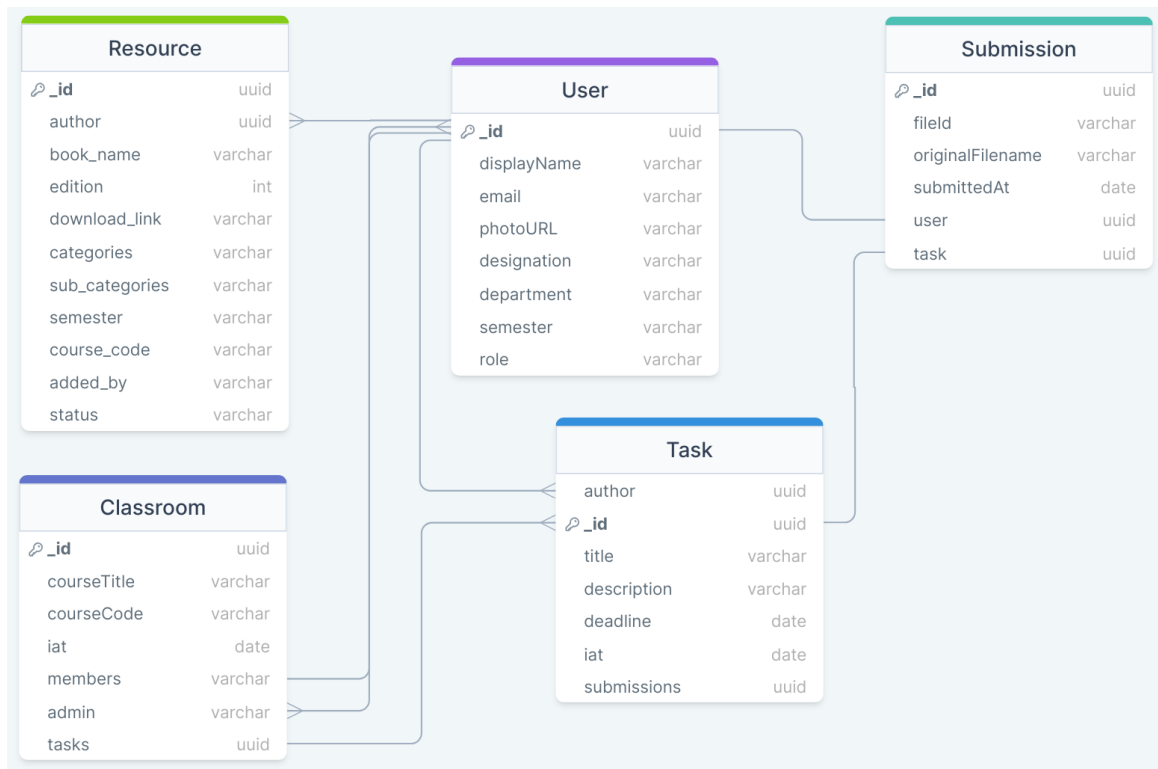 Resource
_id uuid
author uuid
book_name varchar
edition int
download_link varchar
categories varchar
sub_categories varchar
semester varchar
course_code varchar
added_by varchar
status varchar
User
_id uuid
displayName varchar
email varchar
photoURL varchar
designation varchar
department varchar
semester varchar
role varchar
Submission
_id uuid
fileId varchar
originalFilename varchar
submittedAt date
user uuid
task uuid
Classroom
_id uuid
courseTitle varchar
courseCode varchar
iat date
members varchar
admin varchar
tasks uuid
Task
author uuid
_id uuid
title varchar
description varchar
deadline date
iat date
submissions uuid